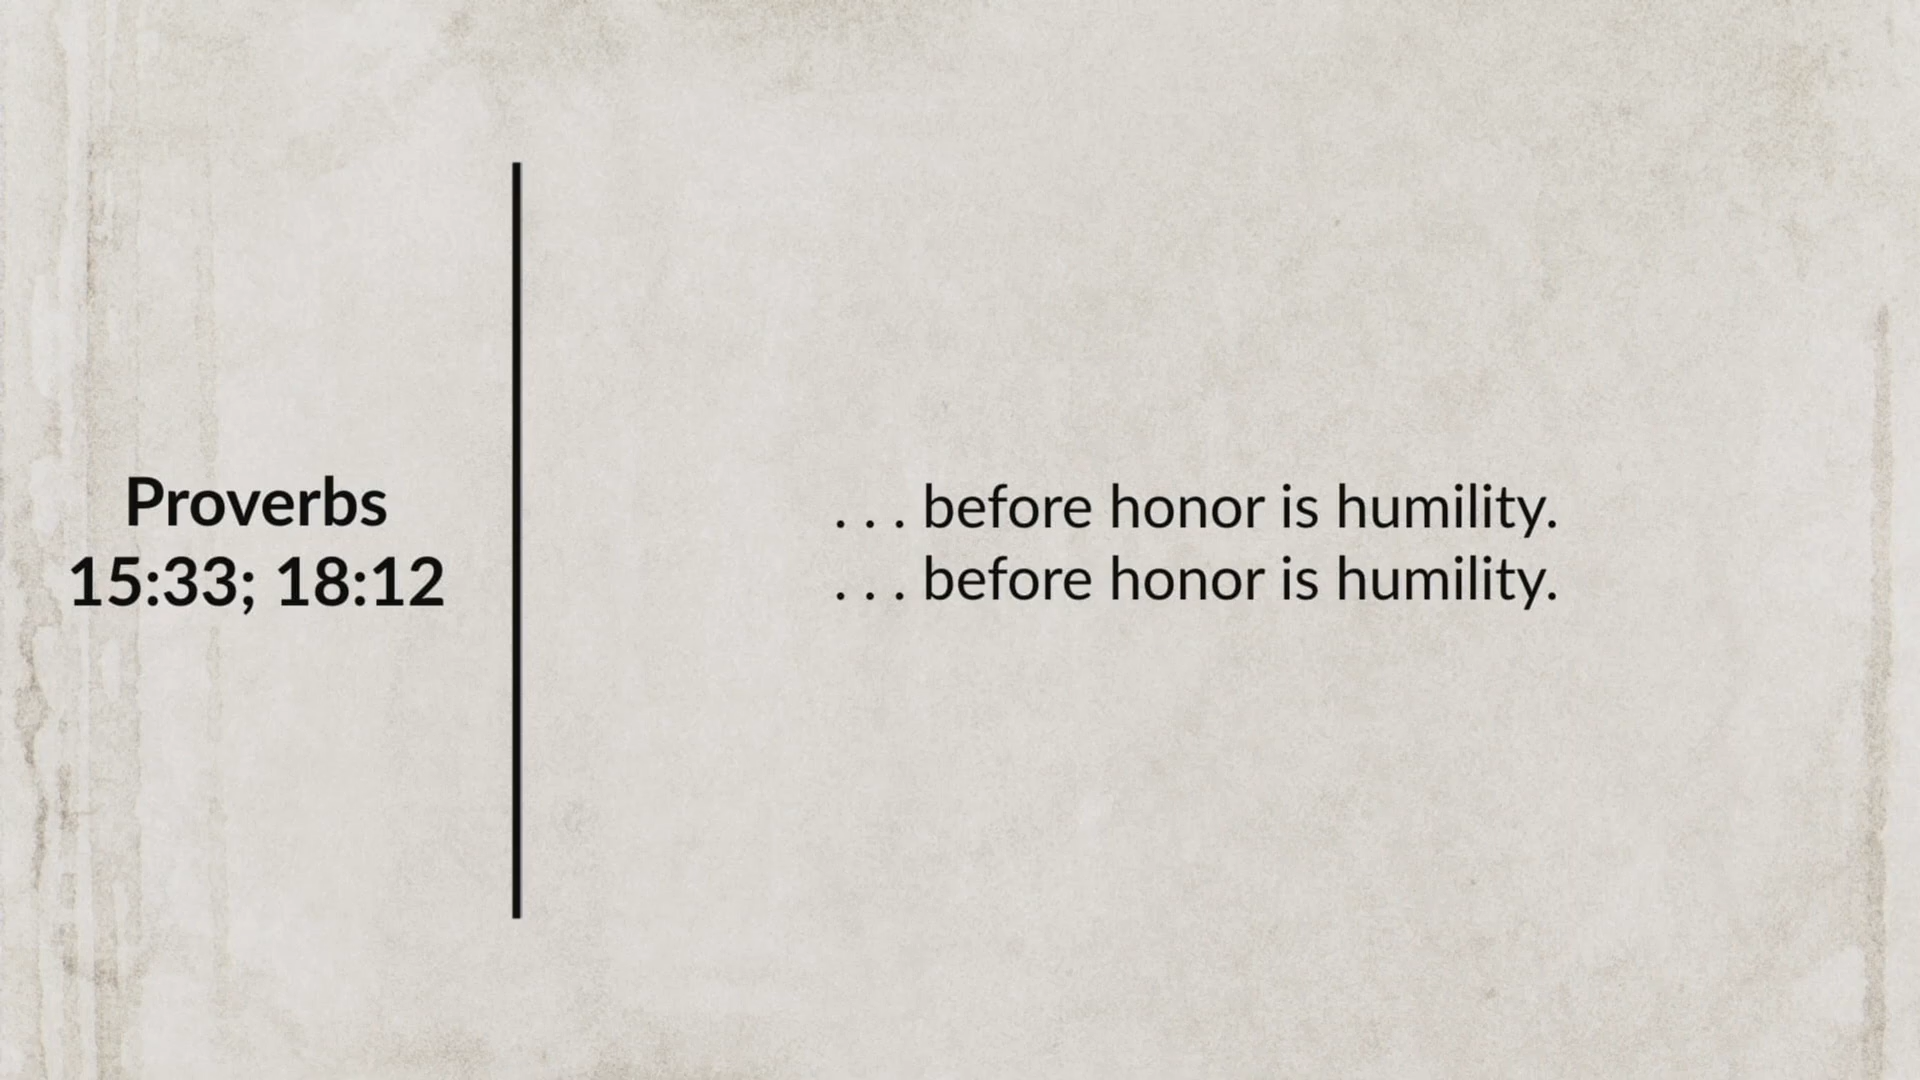 Proverbs
15:33; 18:12
. . . before honor is humility.
. . . before honor is humility.